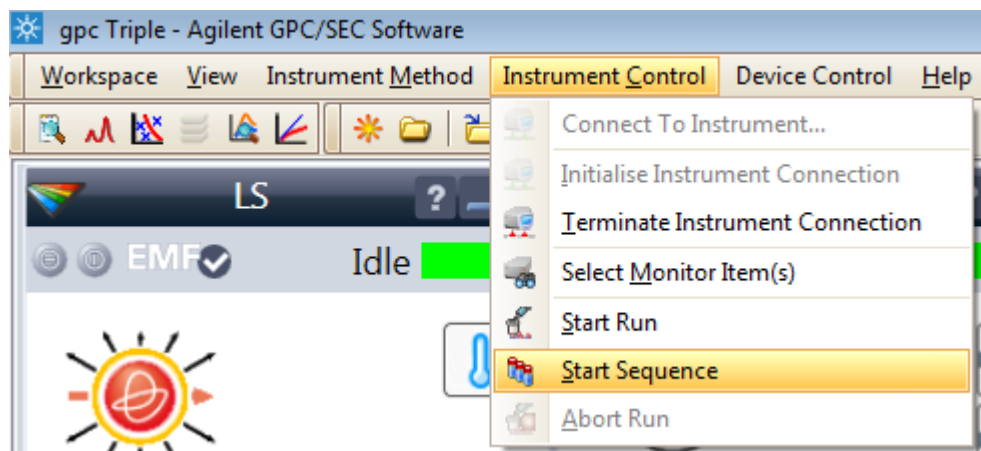 gpc Triple - Agilent GPC/SEC Software
Workspace View Instrument Method Instrument Control Device Control Help
Connect To Instrument...
LS ?
Initialise Instrument Connection
Terminate Instrument Connection
EMF Idle
Select Monitor Item(s)
Start Run
Start Sequence
Abort Run